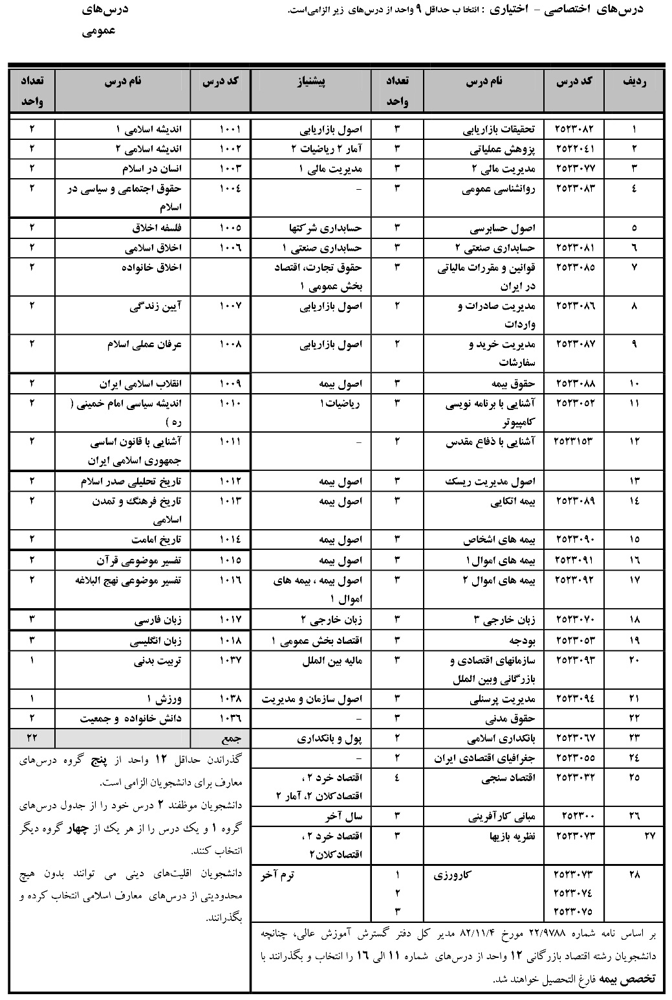 درس‌های اختصاصی – اختیاری : انتخا ب حداقل ۹ واحد از درس‌های زیر الزامی‌است.
درس‌های
عمومی
ردیف کد درس نام درس تعداد واحد پیشنیاز
۱ ۲۵۲۳۰۸۲ تحقیقات بازاریابی ۳ اصول بازاریابی
۲ ۲۵۲۲۰۴۱ پزوهش عملیاتی ۳ آمار ۲ ریاضیات ۲
۳ ۲۵۲۳۰۷۷ مدیریت مالی ۲ ۳ مدیریت مالی ۱
۴ ۲۵۲۳۰۸۳ روانشناسی عمومی ۳ –
۵ اصول حسابرسی ۳ حسابداری شرکتها
۶ ۲۵۲۳۰۸۱ حسابداری صنعتی ۲ ۳ حسابداری صنعتی ۱
۷ ۲۵۲۳۰۸۵ قوانین و مقررات مالیاتی ۳ حقوق تجارت، اقتصاد
در ایران بخش عمومی ۱
۸ ۲۵۲۳۰۸۶ مدیریت صادرات و ۲ اصول بازاریابی
واردات
۹ ۲۵۲۳۰۸۷ مدیریت خرید و ۲ اصول بازاریابی
سفارشات
۱۰ ۲۵۲۳۰۸۸ حقوق بیمه ۳ اصول بیمه
۱۱ ۲۵۲۳۰۵۲ آشنایی با برنامه نویسی ۳ ریاضیات۱
کامپیوتر
۱۲ ۲۵۲۳۱۵۳ آشنایی با ذفاع مقدس ۲ –
۱۳ اصول مدیریت ریسک ۳ اصول بیمه
۱۴ ۲۵۲۳۰۸۹ بیمه اتکایی ۳ اصول بیمه
۱۵ ۲۵۲۳۰۹۰ بیمه های اشخاص ۳ اصول بیمه
۱۶ ۲۵۲۳۰۹۱ بیمه های اموال۱ ۳ اصول بیمه
۱۷ ۲۵۲۳۰۹۲ بیمه های اموال ۲ ۳ اصول بیمه ، بیمه های
اموال ۱
۱۸ ۲۵۲۳۰۷۰ زبان خارجی ۳ ۳ زبان خارجی ۲
۱۹ ۲۵۲۳۰۵۳ بودجه ۳ اقتصاد بخش عمومی ۱
۲۰ ۲۵۲۳۰۹۳ سازمانهای اقتصادی و ۳ مالیه بین الملل
بازرگانی وبین الملل
۲۱ ۲۵۲۳۰۹۴ مدیریت پرسنلی ۳ اصول سازمان و مدیریت
۲۲ حقوق مدنی ۳ –
۲۳ ۲۵۲۳۰۶۷ بانکداری اسلامی ۲ پول و بانکداری
۲۴ ۲۵۲۳۰۵۵ جغرافیای اقتصادی ایران ۲ –
۲۵ ۲۵۲۳۰۳۲ اقتصاد سنجی ۴ اقتصاد خرد ۲ ،
اقتصادکلان ۲، آمار ۲
۲۶ ۲۵۲۳۰۰ مبانی کارآفرینی ۳ سال آخر
۲۷ ۲۵۲۳۰۷۳ نظریه بازیها ۳ اقتصاد خرد ۲ ،
اقتصادکلان۲
۲۸ ۲۵۲۳۰۷۳ کارورزی ۱ ترم آخر
۲۵۲۳۰۷۴ ۲
۲۵۲۳۰۷۵ ۳
بر اساس نامه شماره ۲۲/۹۷۸۸ مورخ ۸۲/۱۱/۴ مدیر کل دفتر گسترش آموزش عالی، چنانچه
دانشجویان رشته اقتصاد بازرگانی ۱۲ واحد از درس‌های شماره ۱۱ الی ۱۶ را انتخاب و بگذرانند با
تخصص بیمه فارغ التحصیل خواهند شد.
کد درس نام درس تعداد واحد
۱۰۰۱ اندیشه اسلامی ۱ ۲
۱۰۰۲ اندیشه اسلامی ۲ ۲
۱۰۰۳ انسان در اسلام ۲
۱۰۰۴ حقوق اجتماعی و سیاسی در ۲
اسلام
۱۰۰۵ فلسفه اخلاق ۲
۱۰۰۶ اخلاق اسلامی ۲
اخلاق خانواده ۲
۱۰۰۷ آیین زندگی ۲
۱۰۰۸ عرفان عملی اسلام ۲
۱۰۰۹ انقلاب اسلامی ایران ۲
۱۰۱۰ اندیشه سیاسی امام خمینی ( ۲
ره )
۱۰۱۱ آشنایی با قانون اساسی ۲
جمهوری اسلامی ایران
۱۰۱۲ تاریخ تحلیلی صدر اسلام ۲
۱۰۱۳ تاریخ فرهنگ و تمدن ۲
اسلامی
۱۰۱۴ تاریخ امامت ۲
۱۰۱۵ تفسیر موضوعی قرآن ۲
۱۰۱۶ تفسیر موضوعی نهج البلاغه ۲
۱۰۱۷ زبان فارسی ۳
۱۰۱۸ زبان انگلیسی ۳
۱۰۳۷ تربیت بدنی ۱
۱۰۳۸ ورزش ۱ ۱
۱۰۳۶ دانش خانواده و جمعیت ۲
جمع ۲۲
گذراندن حداقل ۱۲ واحد از پنج گروه درس‌های
معارف برای دانشجویان الزامی است.
دانشجویان موظفند ۲ درس خود را از جدول درس‌های
گروه ۱ و یک درس را از هر یک از چهار گروه دیگر
انتخاب کنند.
دانشجویان اقلیت‌های دینی می توانند بدون هیچ
محدودیتی از درس‌های معارف اسلامی انتخاب کرده و
بگذرانند.